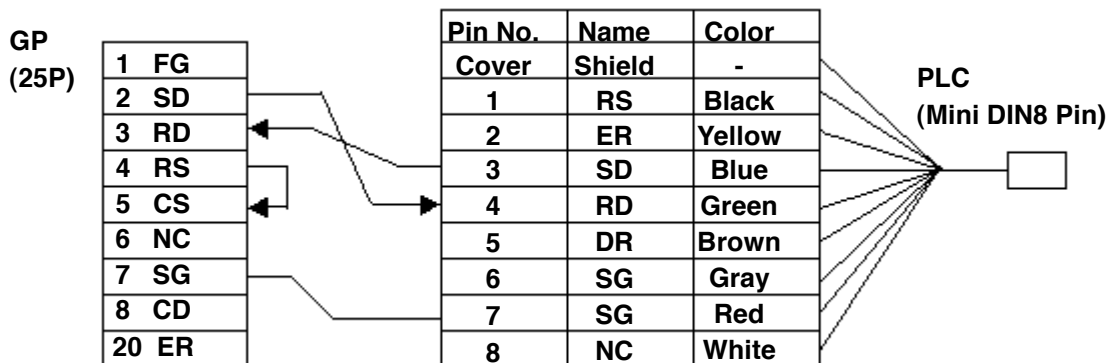 GP
(25P)
1 FG
2 SD
3 RD
4 RS
5 CS
6 NC
7 SG
8 CD
20 ER
Pin No. Name Color
Cover Shield -
1 RS Black
2 ER Yellow
3 SD Blue
4 RD Green
5 DR Brown
6 SG Gray
7 SG Red
8 NC White
PLC
(Mini DIN8 Pin)